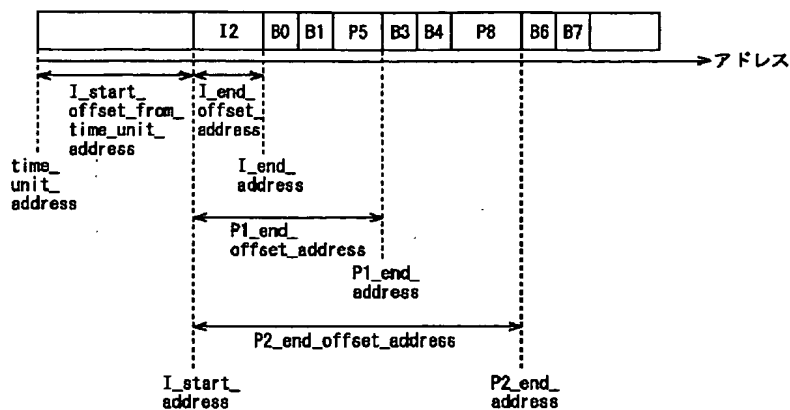 I2 B0 B1 P5 B3 B4 P8 B6 B7
アドレス
I_start_
offset_from_
time_unit_
address
I_end_
offset_
address
time_
unit_
address
I_end_
address
P1_end_
offset_address
P1_end_
address
P2_end_offset_address
I_start_
address
P2_end_
address